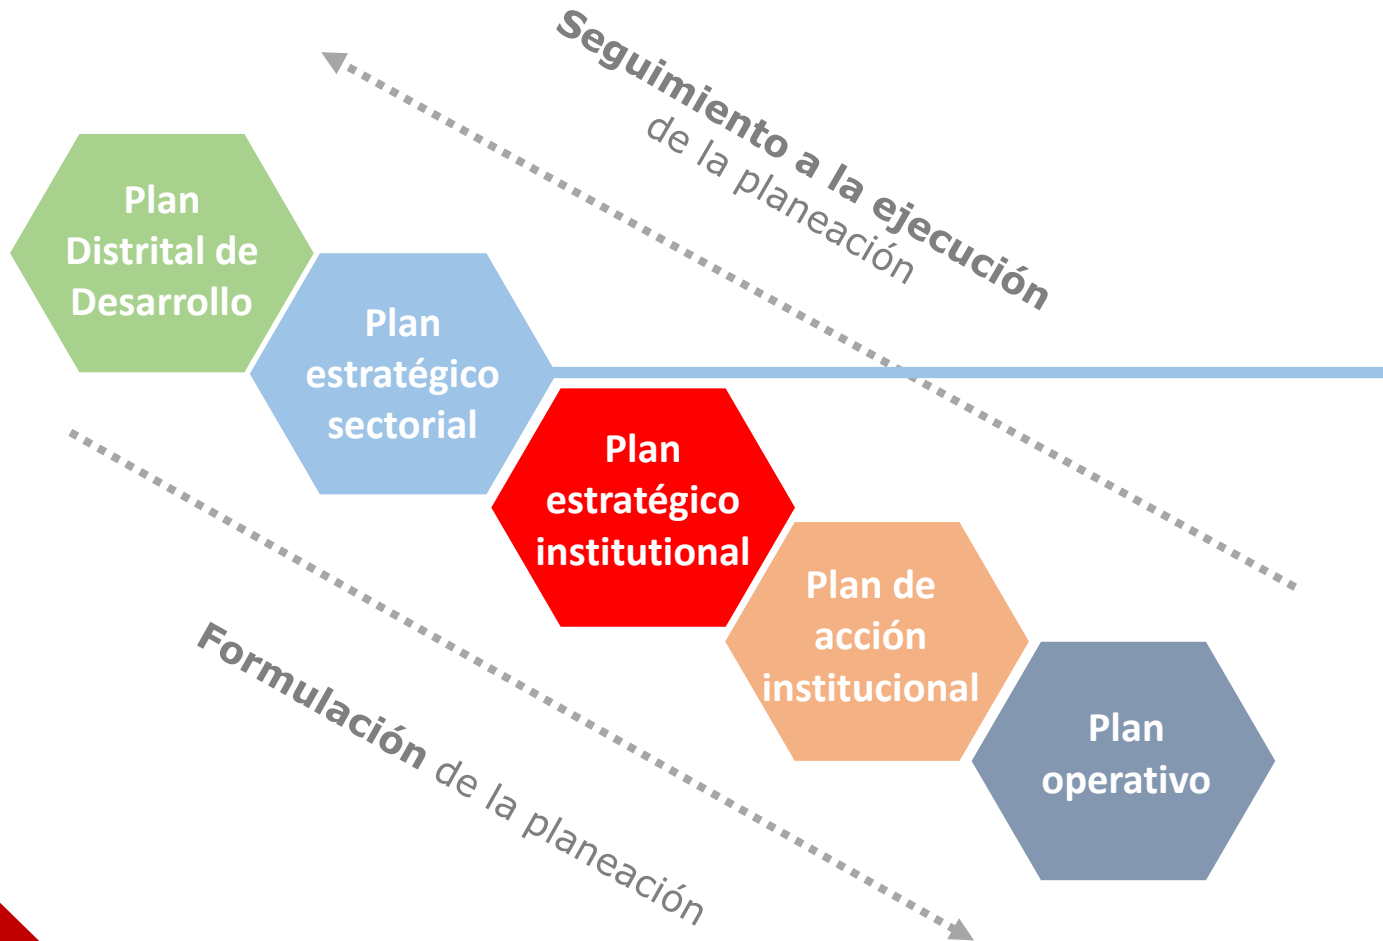 Seguimiento a la ejecución
de la planeación
Plan
Distrital de
Desarrollo
Plan
estratégico
sectorial
Plan
estratégico
institutional
Plan de
acción
institucional
Plan
operativo
Formulación de la planeación